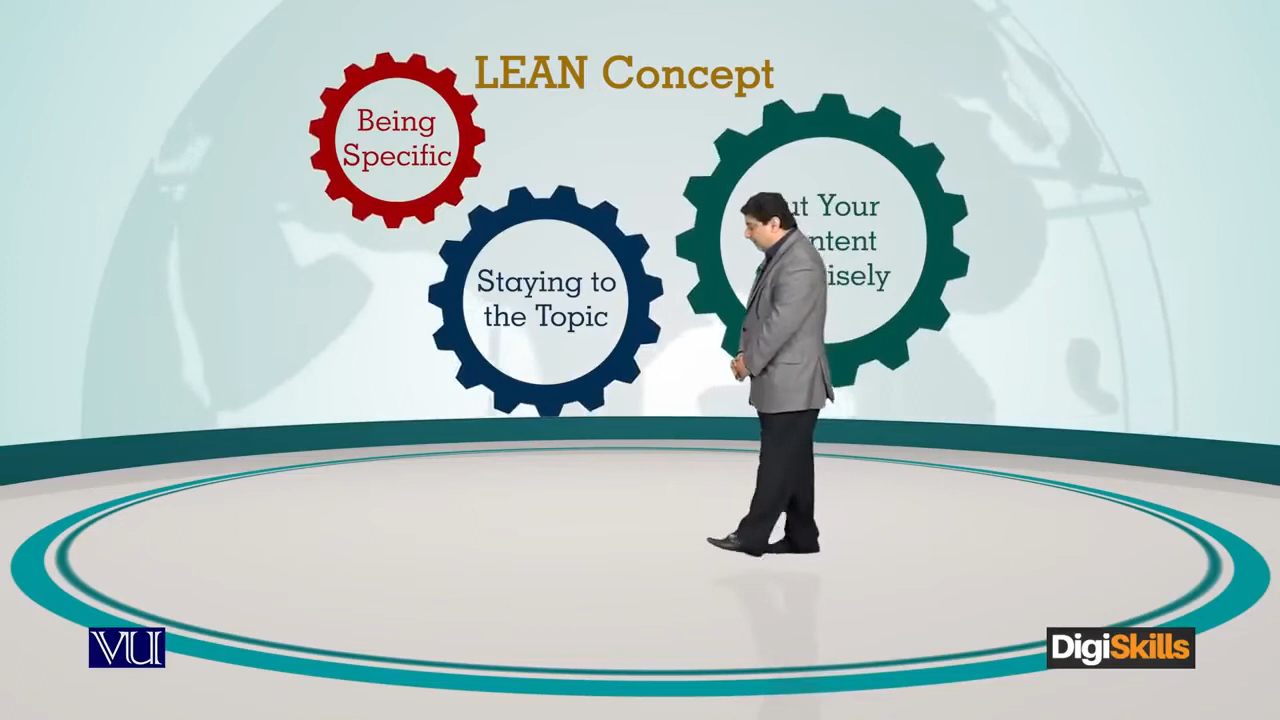 LEAN Concept
Being
Specific
Staying to
the Topic
Your
VU
DigiSkills